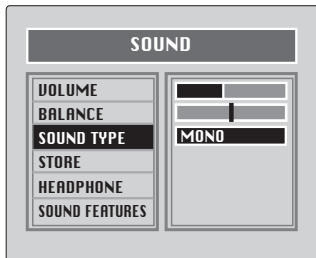 SOUND
VOLUME
BALANCE
SOUND TYPE
MONO
STORE
HEADPHONE
SOUND FEATURES